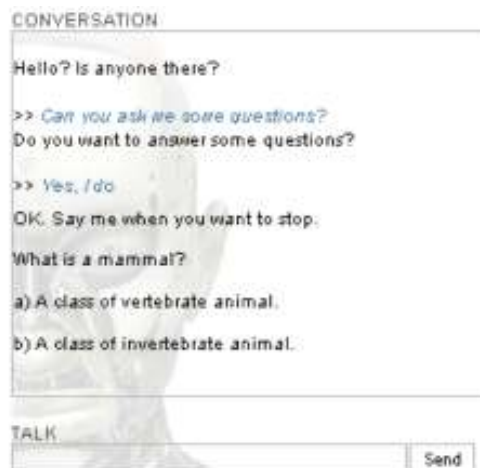 CONVERSATION
Hello? Is anyone there?
>> Can you ask me some questions?
Do you want to answer some questions?
>> Yes, I do
OK. Say me when you want to stop.
What is a mammal?
a) A class of vertebrate animal.
b) A class of invertebrate animal.
TALK
Send